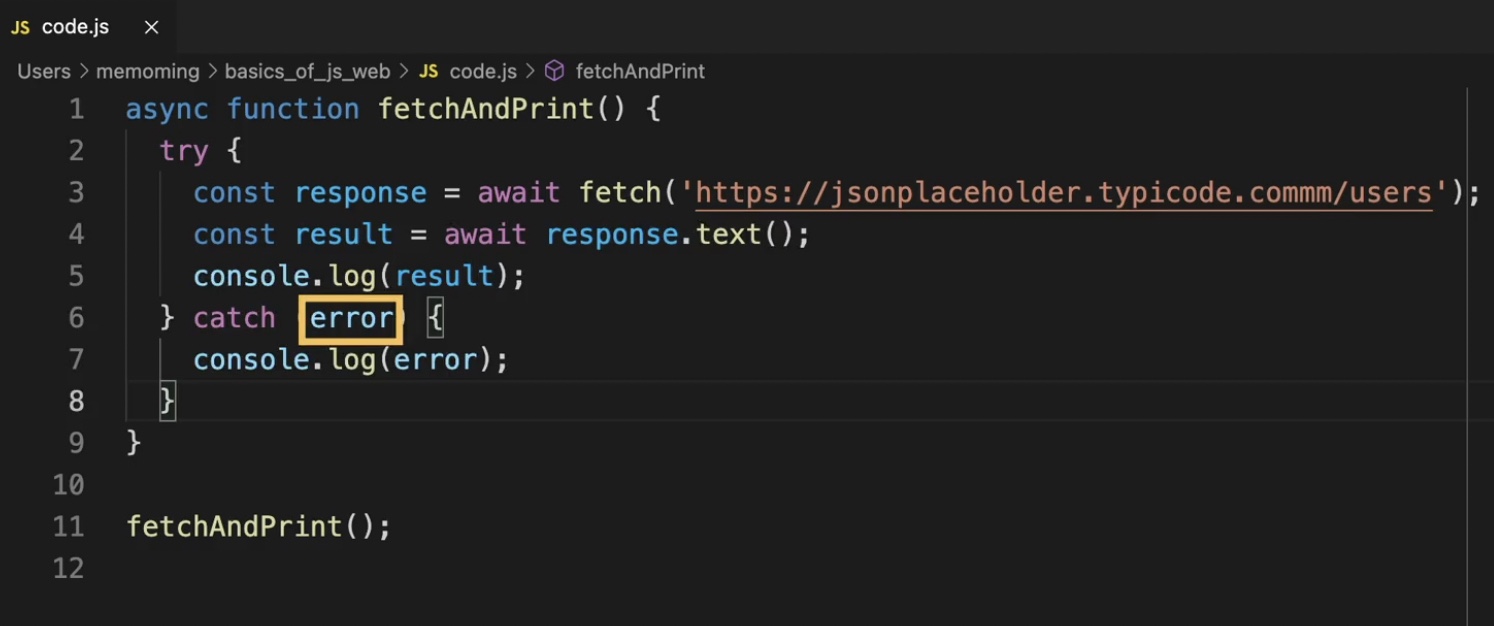 JS code.js ×
Users > memoming > basics_of_js_web > JS code.js > fetchAndPrint
1 async function fetchAndPrint() {
2 try {
3 const response = await fetch('https://jsonplaceholder.typicode.commm/users');
4 const result = await response.text();
5 console.log(result);
6 } catch (error) {
7 console.log(error);
8 }
9 }
10
11 fetchAndPrint();
12